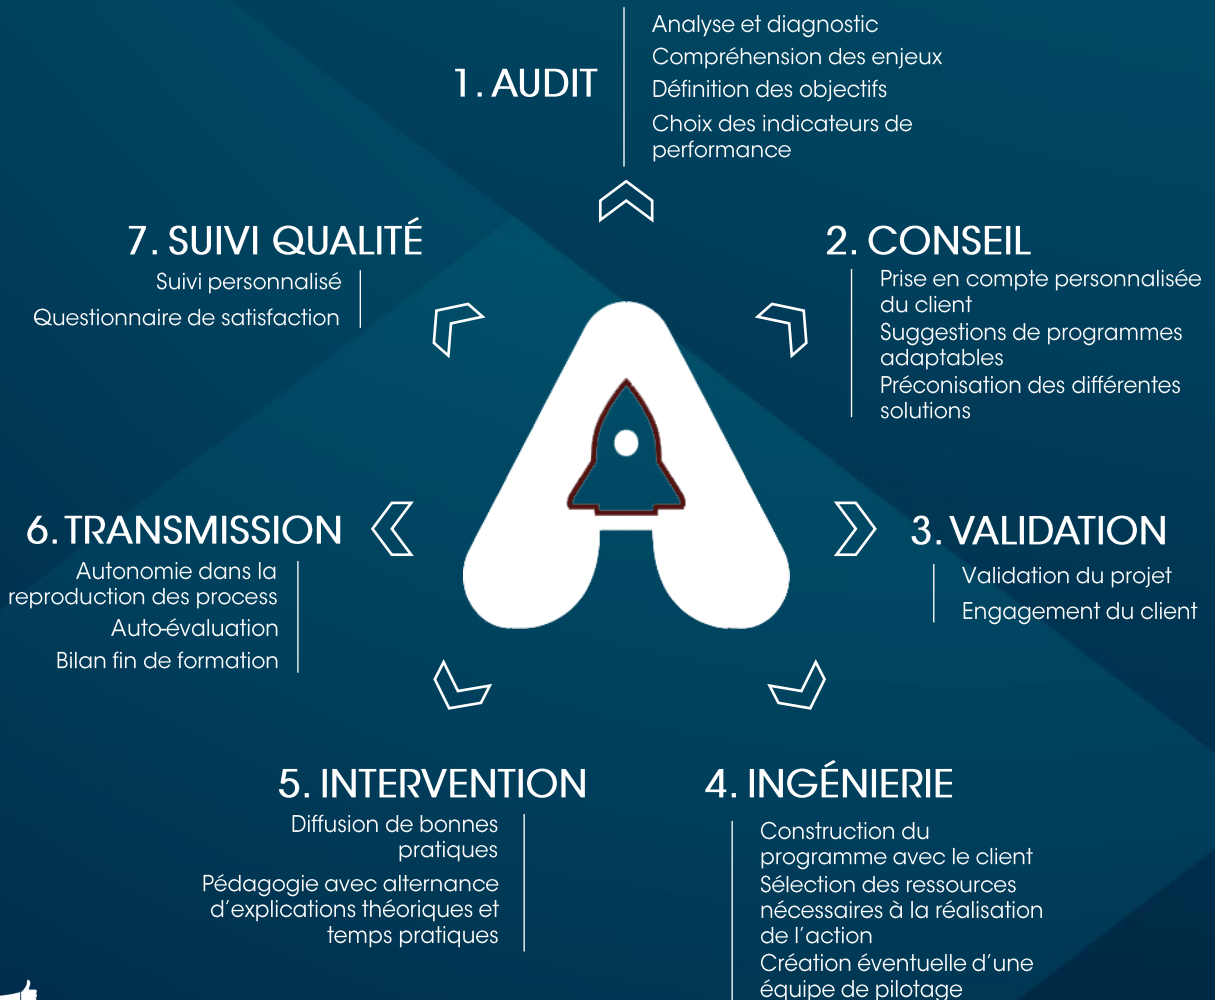 1. AUDIT
Analyse et diagnostic
Compréhension des enjeux
Définition des objectifs
Choix des indicateurs de
performance
2. CONSEIL
Prise en compte personnalisée
du client
Suggestions de programmes
adaptables
Préconisation des différentes
solutions
3. VALIDATION
Validation du projet
Engagement du client
4. INGÉNIERIE
Construction du
programme avec le client
Sélection des ressources
nécessaires à la réalisation
de l'action
Création éventuelle d'une
équipe de pilotage
5. INTERVENTION
Diffusion de bonnes
pratiques
Pédagogie avec alternance
d'explications théoriques et
temps pratiques
6. TRANSMISSION
Autonomie dans la
reproduction des process
Auto-évaluation
Bilan fin de formation
7. SUIVI QUALITÉ
Suivi personnalisé
Questionnaire de satisfaction
A